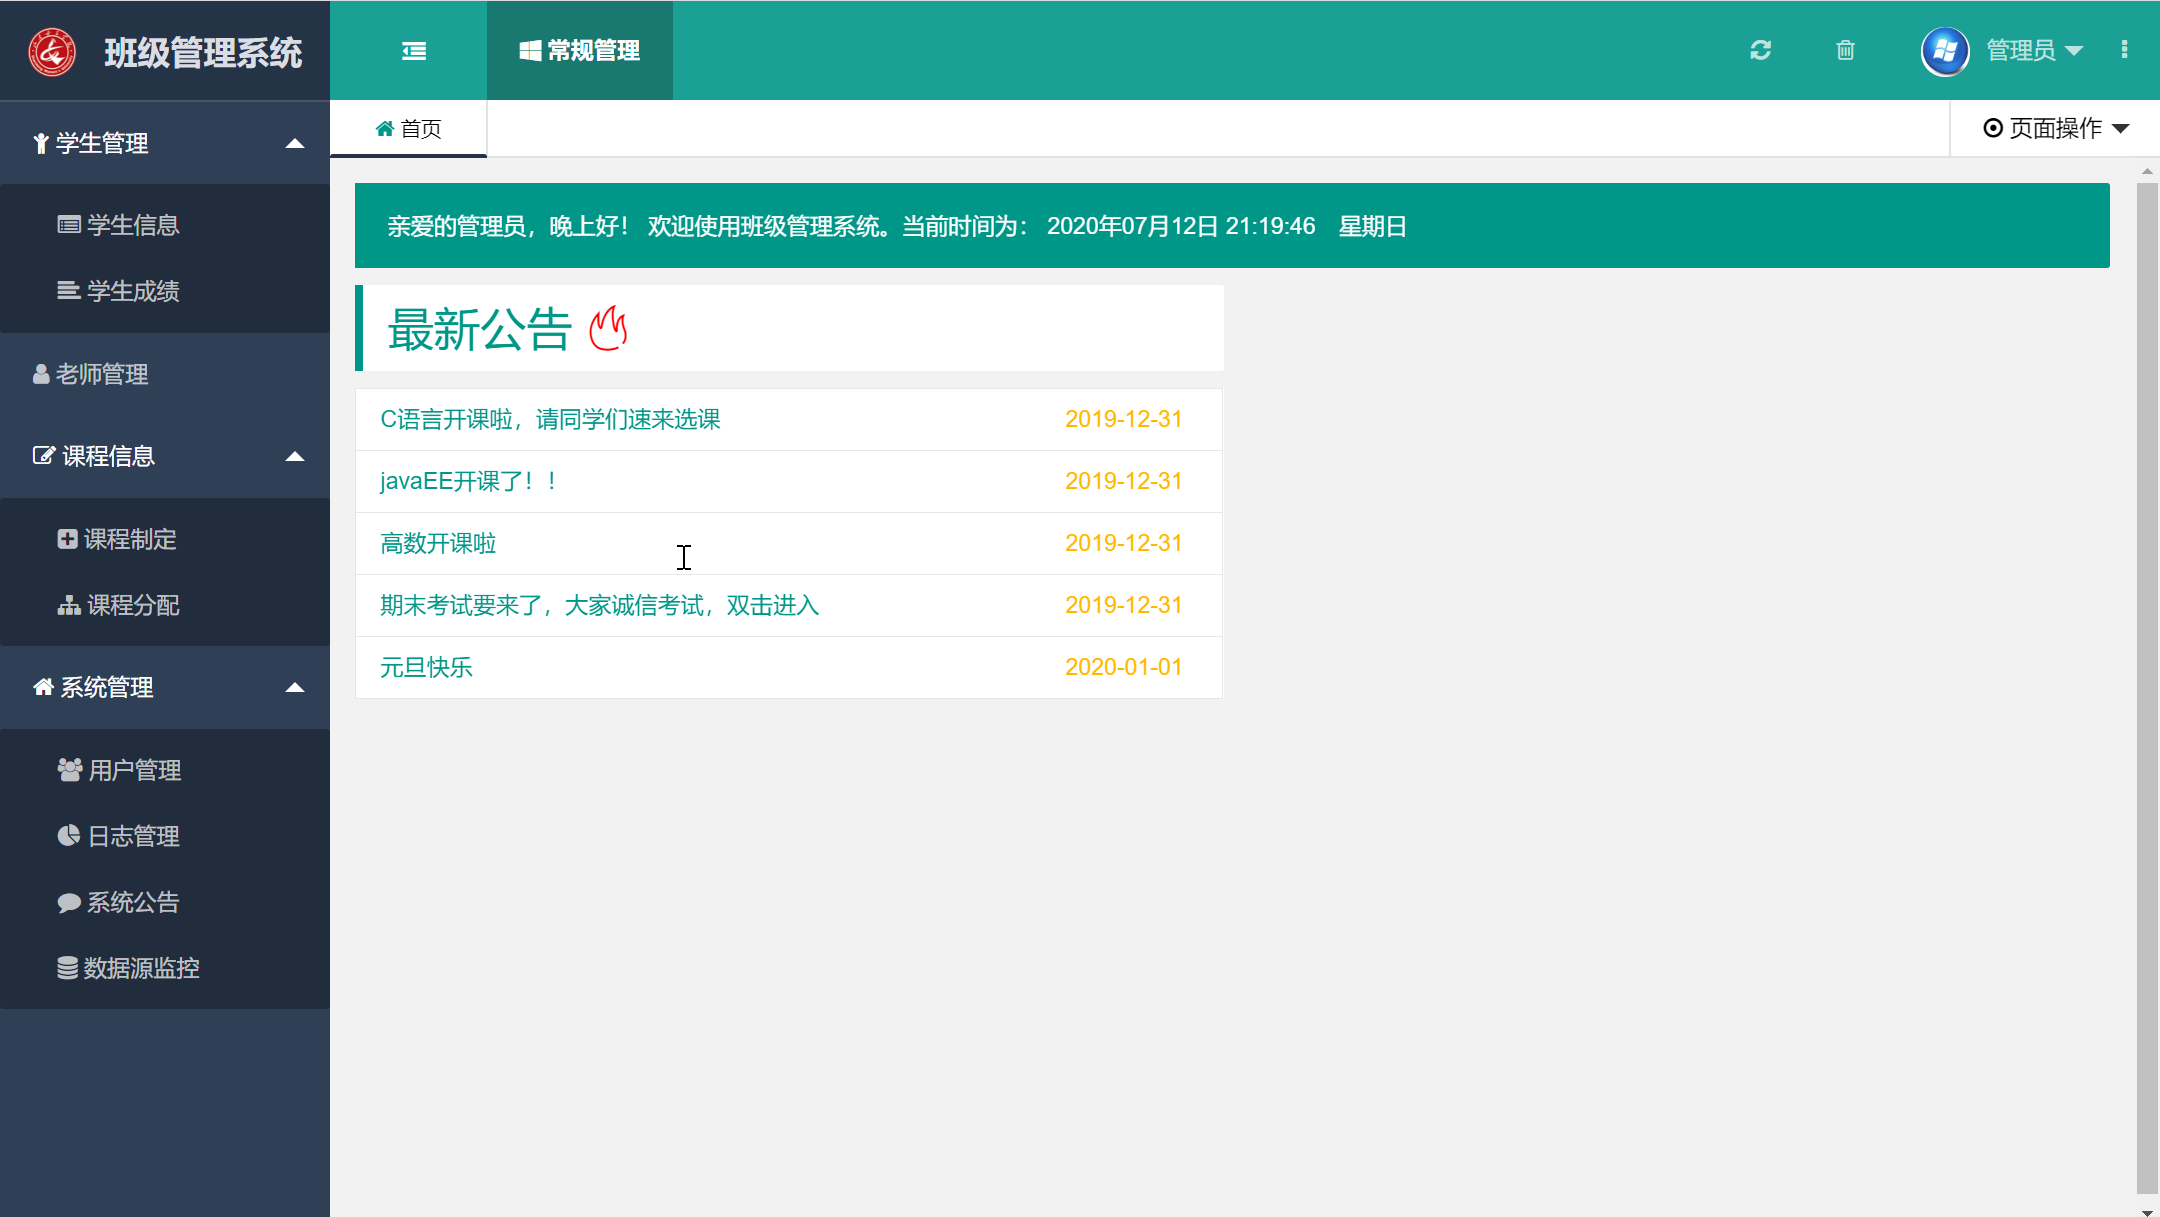 班级管理系统
常规管理
管理员
首页
页面操作
学生管理
学生信息
学生成绩
老师管理
课程信息
课程制定
课程分配
系统管理
用户管理
日志管理
系统公告
数据源监控
亲爱的管理员，晚上好！ 欢迎使用班级管理系统。当前时间为： 2020年07月12日 21:19:46 星期日
最新公告
C语言开课啦，请同学们速来选课 2019-12-31
javaEE开课了！！ 2019-12-31
高数开课啦 2019-12-31
期末考试要来了，大家诚信考试，双击进入 2019-12-31
元旦快乐 2020-01-01